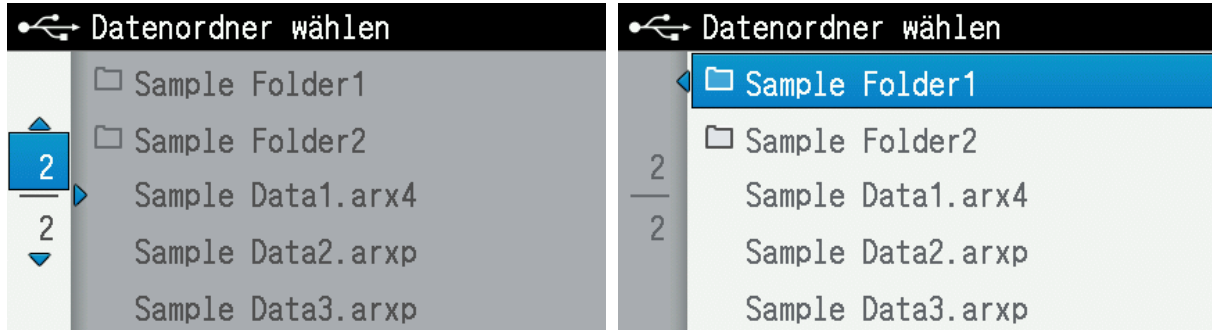 Datenordner wählen
Sample Folder1
Sample Folder2
2
2
Sample Data1.arx4
Sample Data2.arxp
Sample Data3.arxp
Datenordner wählen
Sample Folder1
Sample Folder2
2
2
Sample Data1.arx4
Sample Data2.arxp
Sample Data3.arxp